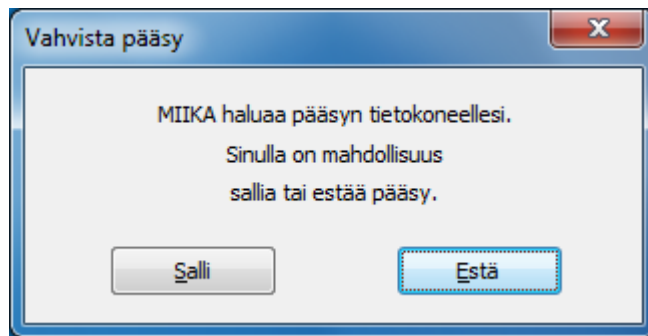 Vahvista pääsy
MIIKA haluaa pääsyn tietokoneellesi.
Sinulla on mahdollisuus
sallia tai estää pääsy.
Salli
Estä